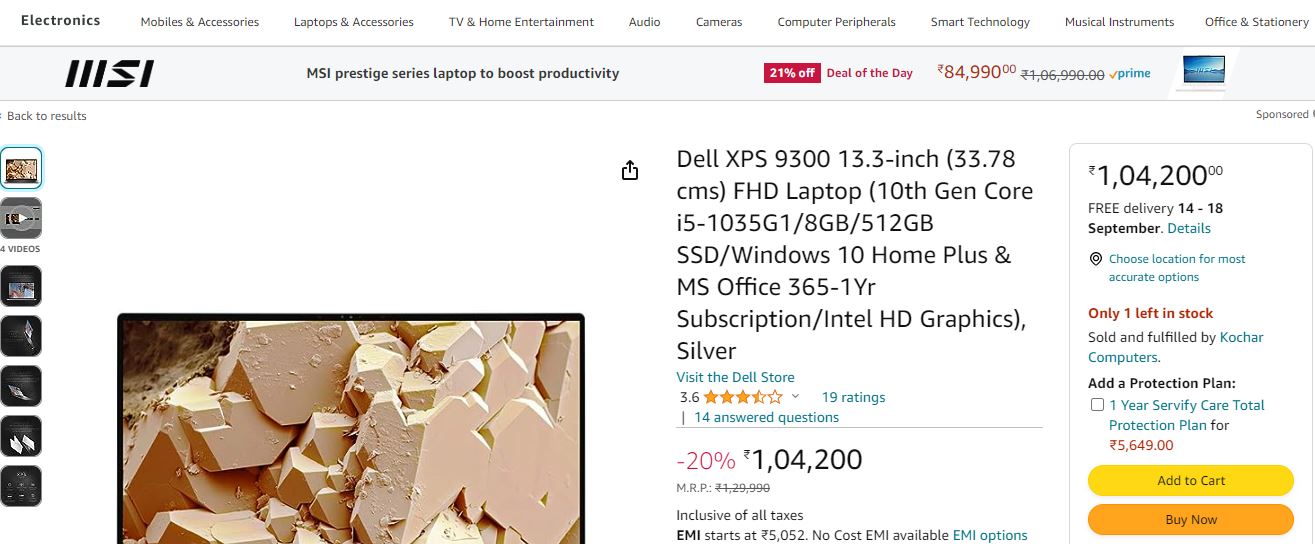 Electronics
Mobiles & Accessories
Laptops & Accessories
TV & Home Entertainment
Audio
Cameras
Computer Peripherals
Smart Technology
Musical Instruments
Office & Stationery
msi
MSI prestige series laptop to boost productivity
21% off Deal of the Day
₹84,99000 ₹1,06,990.00 prime
‹ Back to results
Sponsored
4 VIDEOS
Dell XPS 9300 13.3-inch (33.78
cms) FHD Laptop (10th Gen Core
i5-1035G1/8GB/512GB
SSD/Windows 10 Home Plus &
MS Office 365-1Yr
Subscription/Intel HD Graphics),
Silver
Visit the Dell Store
3.6 19 ratings
| 14 answered questions
-20% ₹1,04,200
M.R.P.: ₹1,29,990
Inclusive of all taxes
EMI starts at ₹5,052. No Cost EMI available EMI options
₹1,04,20000
FREE delivery 14 - 18
September. Details
Choose location for most
accurate options
Only 1 left in stock
Sold and fulfilled by Kochar
Computers.
Add a Protection Plan:
1 Year Servify Care Total
Protection Plan for
₹5,649.00
Add to Cart
Buy Now